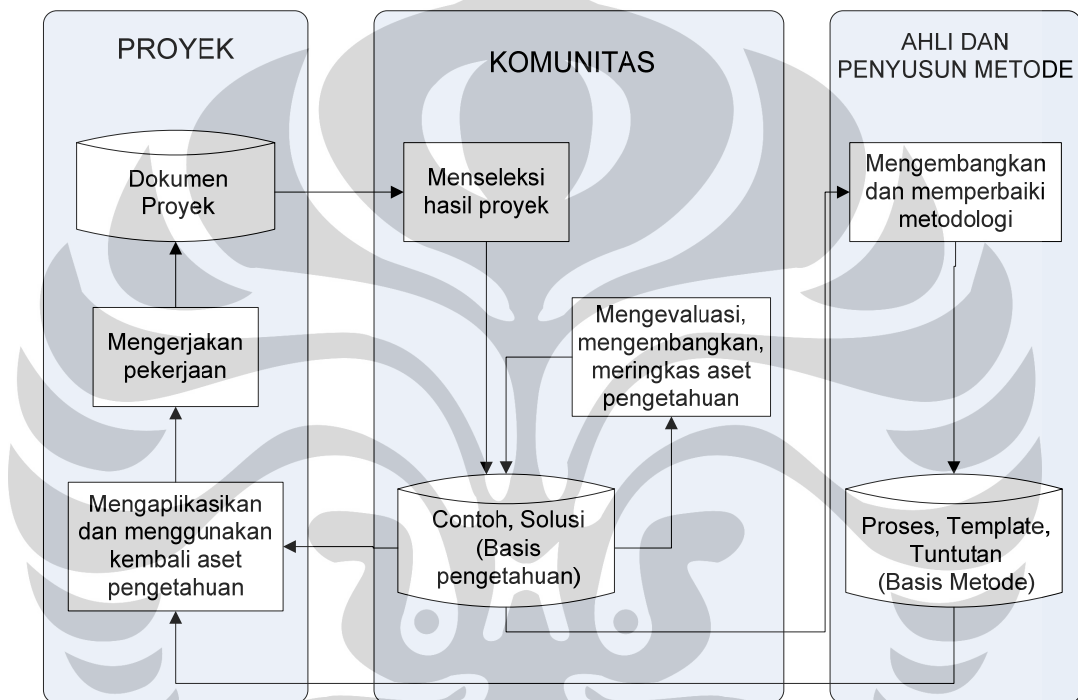 PROYEK
Dokumen
Proyek
Mengerjakan
pekerjaan
Mengaplikasikan
dan menggunakan
kembali aset
pengetahuan
KOMUNITAS
Menseleksi
hasil proyek
Mengevaluasi,
mengembangkan,
meringkas aset
pengetahuan
Contoh, Solusi
(Basis
pengetahuan)
AHLI DAN
PENYUSUN METODE
Mengembangkan
dan memperbaiki
metodologi
Proses, Template,
Tuntutan
(Basis Metode)